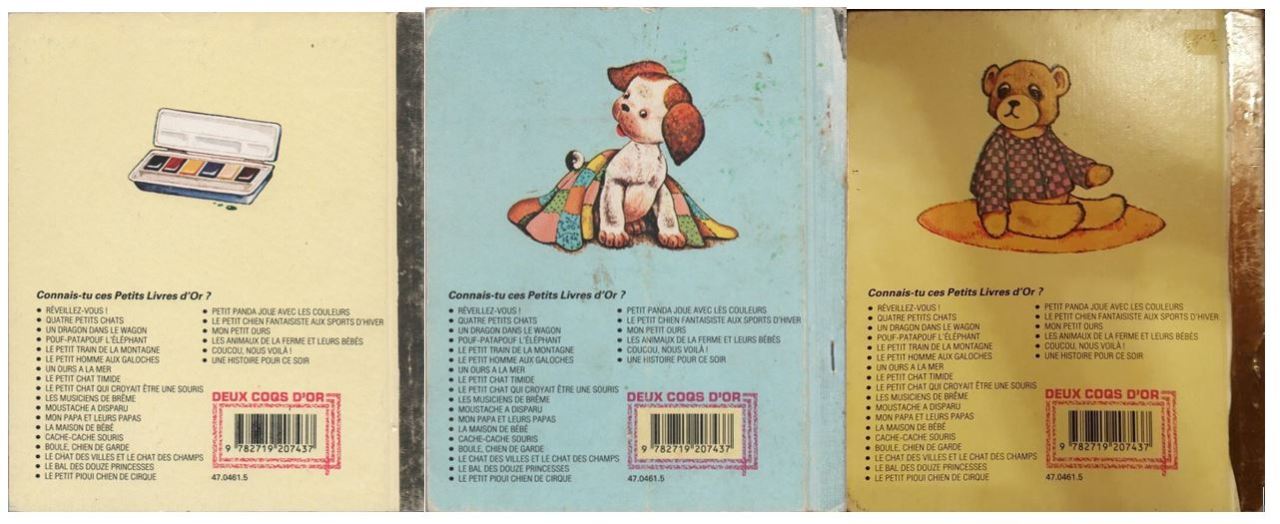 Connais-tu ces Petits Livres d'Or ?
• RÉVEILLEZ-VOUS !
• QUATRE PETITS CHATS
• UN DRAGON DANS LE WAGON
• POUF-PATAPOUF L'ÉLÉPHANT
• LE PETIT TRAIN DE LA MONTAGNE
• LE PETIT HOMME AUX GALOCHES
• UN OURS A LA MER
• LE PETIT CHAT TIMIDE
• LE PETIT CHAT QUI CROYAIT ÊTRE UNE SOURIS
• LES MUSICIENS DE BRÊME
• MOUSTACHE A DISPARU
• MON PAPA ET LEURS PAPAS
• LA MAISON DE BÉBÉ
• CACHE-CACHE SOURIS
• BOULE, CHIEN DE GARDE
• LE CHAT DES VILLES ET LE CHAT DES CHAMPS
• LE BAL DES DOUZE PRINCESSES
• LE PETIT PIOUI CHIEN DE CIRQUE
• PETIT PANDA JOUE AVEC LES COULEURS
• LE PETIT CHIEN FANTAISISTE AUX SPORTS D'HIVER
• MON PETIT OURS
• LES ANIMAUX DE LA FERME ET LEURS BÉBÉS
• COUCOU, NOUS VOILÀ !
• UNE HISTOIRE POUR CE SOIR
DEUX COQS D'OR
9 782719 207437
47.0461.5
Connais-tu ces Petits Livres d'Or ?
• RÉVEILLEZ-VOUS !
• QUATRE PETITS CHATS
• UN DRAGON DANS LE WAGON
• POUF-PATAPOUF L'ÉLÉPHANT
• LE PETIT TRAIN DE LA MONTAGNE
• LE PETIT HOMME AUX GALOCHES
• UN OURS A LA MER
• LE PETIT CHAT TIMIDE
• LE PETIT CHAT QUI CROYAIT ÊTRE UNE SOURIS
• LES MUSICIENS DE BRÊME
• MOUSTACHE A DISPARU
• MON PAPA ET LEURS PAPAS
• LA MAISON DE BÉBÉ
• CACHE-CACHE SOURIS
• BOULE, CHIEN DE GARDE
• LE CHAT DES VILLES ET LE CHAT DES CHAMPS
• LE BAL DES DOUZE PRINCESSES
• LE PETIT PIOUI CHIEN DE CIRQUE
• PETIT PANDA JOUE AVEC LES COULEURS
• LE PETIT CHIEN FANTAISISTE AUX SPORTS D'HIVER
• MON PETIT OURS
• LES ANIMAUX DE LA FERME ET LEURS BÉBÉS
• COUCOU, NOUS VOILÀ !
• UNE HISTOIRE POUR CE SOIR
DEUX COQS D'OR
9 782719 207437
47.0461.5
Connais-tu ces Petits Livres d'Or ?
• RÉVEILLEZ-VOUS !
• QUATRE PETITS CHATS
• UN DRAGON DANS LE WAGON
• POUF-PATAPOUF L'ÉLÉPHANT
• LE PETIT TRAIN DE LA MONTAGNE
• LE PETIT HOMME AUX GALOCHES
• UN OURS A LA MER
• LE PETIT CHAT TIMIDE
• LE PETIT CHAT QUI CROYAIT ÊTRE UNE SOURIS
• LES MUSICIENS DE BRÊME
• MOUSTACHE A DISPARU
• MON PAPA ET LEURS PAPAS
• LA MAISON DE BÉBÉ
• CACHE-CACHE SOURIS
• BOULE, CHIEN DE GARDE
• LE CHAT DES VILLES ET LE CHAT DES CHAMPS
• LE BAL DES DOUZE PRINCESSES
• LE PETIT PIOUI CHIEN DE CIRQUE
• PETIT PANDA JOUE AVEC LES COULEURS
• LE PETIT CHIEN FANTAISISTE AUX SPORTS D'HIVER
• MON PETIT OURS
• LES ANIMAUX DE LA FERME ET LEURS BÉBÉS
• COUCOU, NOUS VOILÀ !
• UNE HISTOIRE POUR CE SOIR
DEUX COQS D'OR
9 782719 207437
47.0461.5